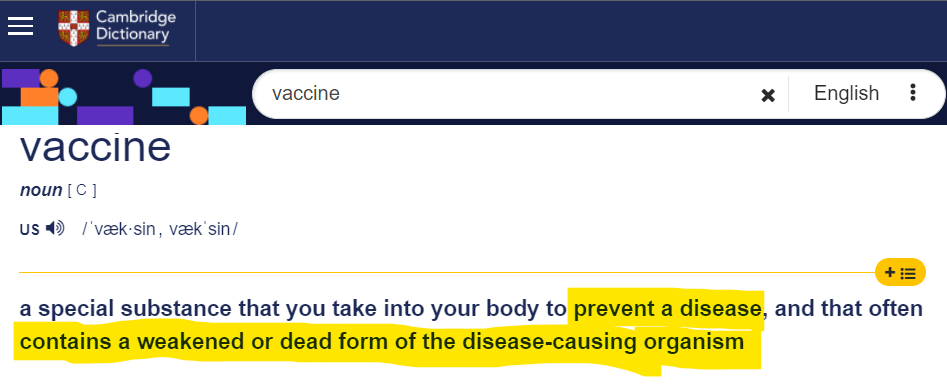 Cambridge
Dictionary
vaccine
English
vaccine
noun [ C ]
US /ˈvæk·sin, vækˈsin/
a special substance that you take into your body to prevent a disease, and that often
contains a weakened or dead form of the disease-causing organism